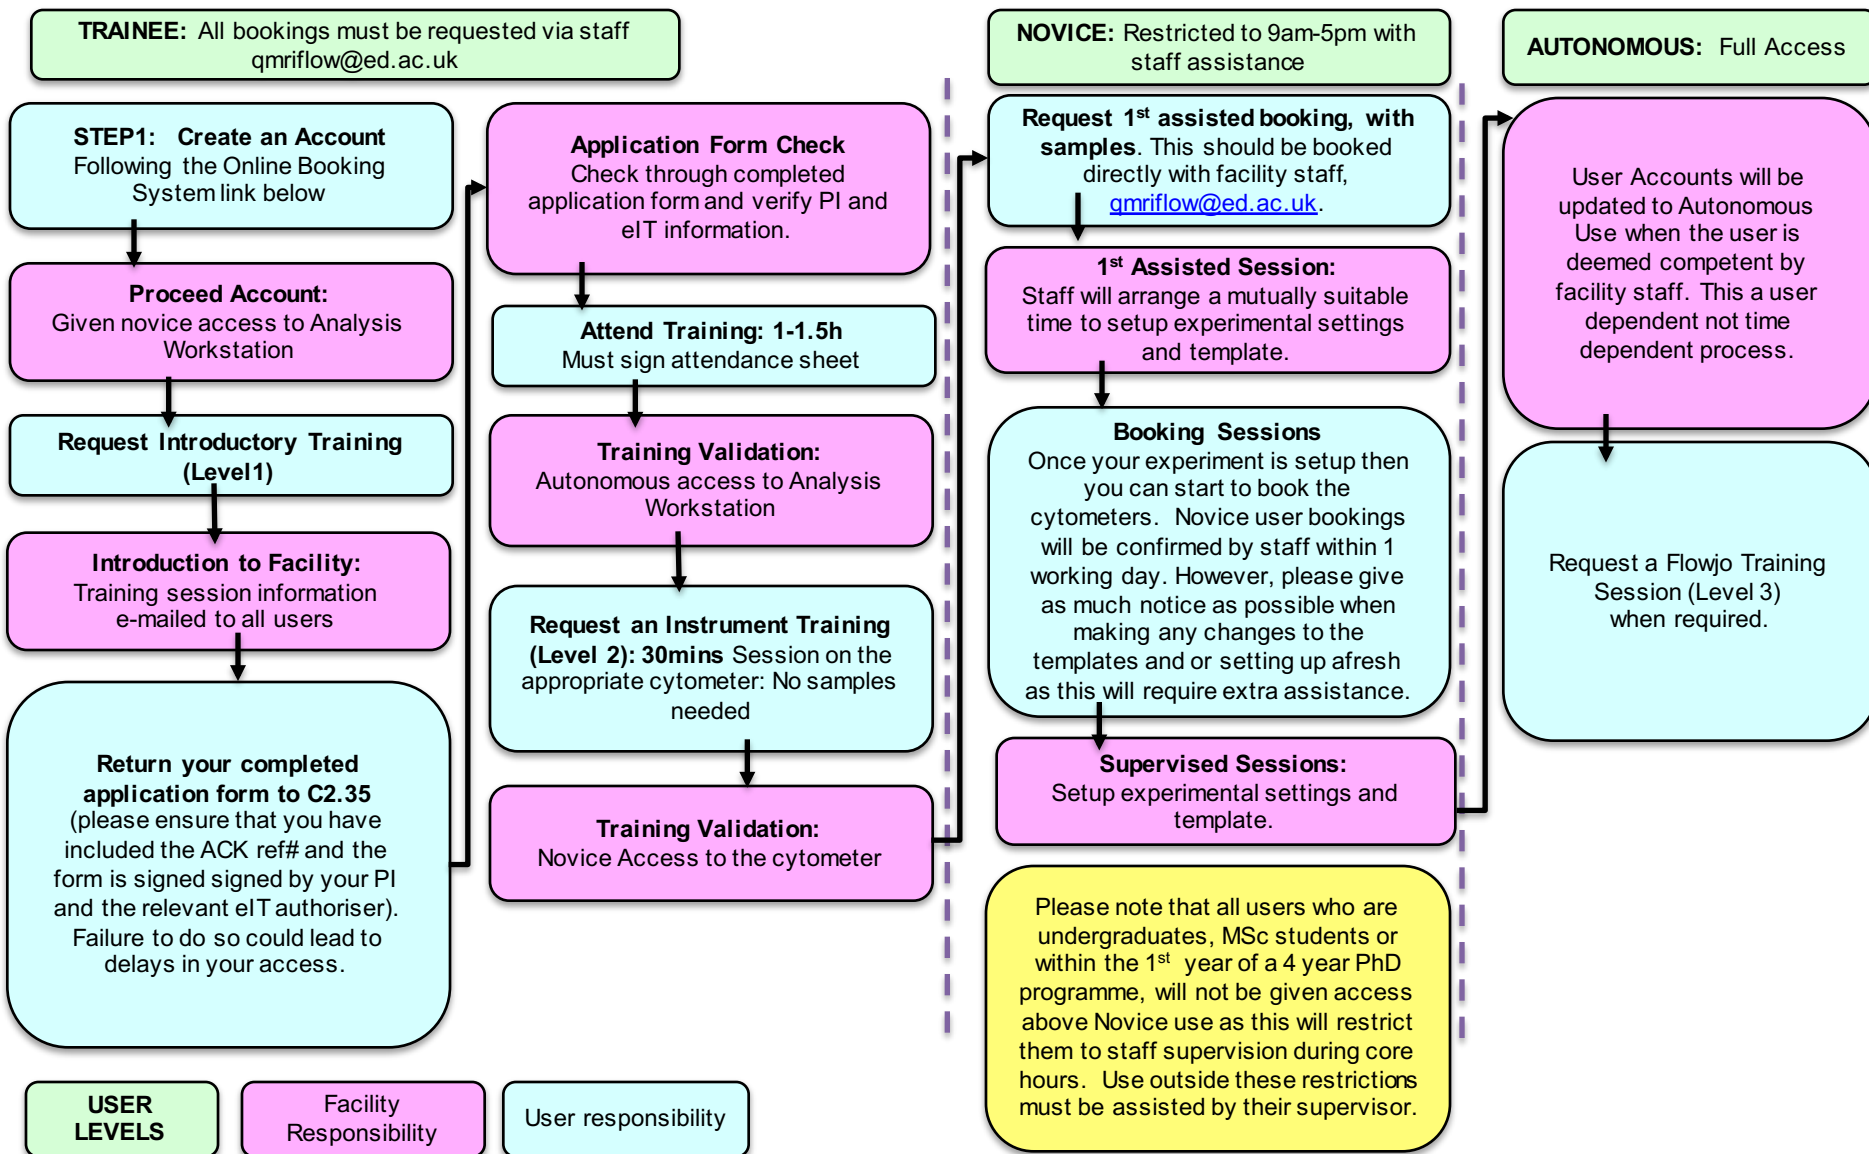 TRAINEE: All bookings must be requested via staff
qmriflow@ed.ac.uk
STEP1: Create an Account
Following the Online Booking
System link below
Proceed Account:
Given novice access to Analysis
Workstation
Request Introductory Training
(Level1)
Introduction to Facility:
Training session information
e-mailed to all users
Return your completed
application form to C2.35
(please ensure that you have
included the ACK ref# and the
form is signed signed by your PI
and the relevant eIT authoriser).
Failure to do so could lead to
delays in your access.
Application Form Check
Check through completed
application form and verify PI and
eIT information.
Attend Training: 1-1.5h
Must sign attendance sheet
Training Validation:
Autonomous access to Analysis
Workstation
Request an Instrument Training
(Level 2): 30mins Session on the
appropriate cytometer: No samples
needed
Training Validation:
Novice Access to the cytometer
NOVICE: Restricted to 9am-5pm with
staff assistance
Request 1st assisted booking, with
samples. This should be booked
directly with facility staff,
qmriflow@ed.ac.uk.
1st Assisted Session:
Staff will arrange a mutually suitable
time to setup experimental settings
and template.
Booking Sessions
Once your experiment is setup then
you can start to book the
cytometers. Novice user bookings
will be confirmed by staff within 1
working day. However, please give
as much notice as possible when
making any changes to the
templates and or setting up afresh
as this will require extra assistance.
Supervised Sessions:
Setup experimental settings and
template.
Please note that all users who are
undergraduates, MSc students or
within the 1st year of a 4 year PhD
programme, will not be given access
above Novice use as this will restrict
them to staff supervision during core
hours. Use outside these restrictions
must be assisted by their supervisor.
AUTONOMOUS: Full Access
User Accounts will be
updated to Autonomous
Use when the user is
deemed competent by
facility staff. This a user
dependent not time
dependent process.
Request a Flowjo Training
Session (Level 3)
when required.
USER
LEVELS
Facility
Responsibility
User responsibility